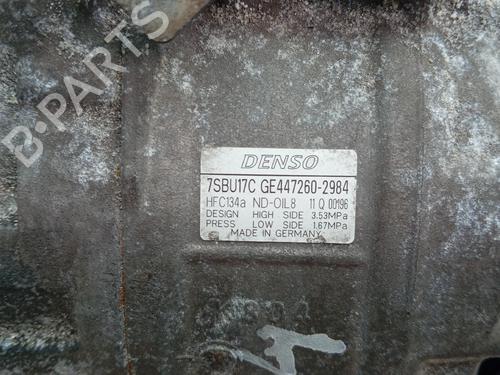 B-PARTS
DENSO
7SBU17C GE447260-2984
HFC134a ND-OIL8 11 Q 00196
DESIGN HIGH SIDE 3.53MPa
PRESS LOW SIDE 1.67MPa
MADE IN GERMANY